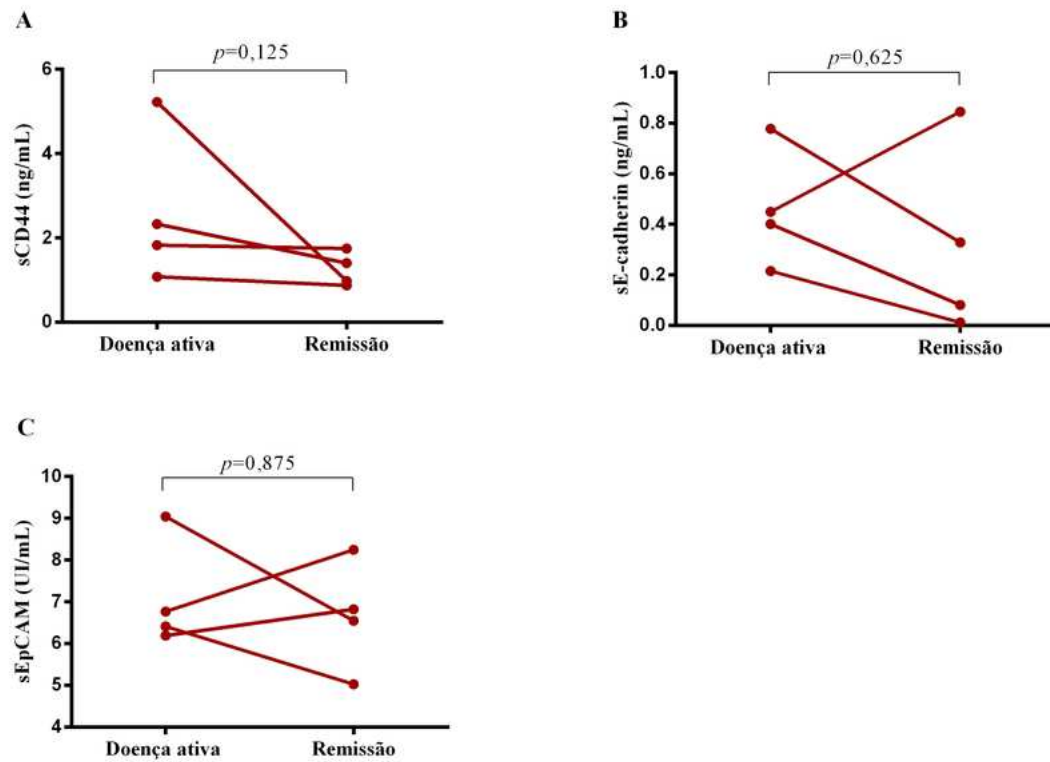 A
p=0,125
sCD44 (ng/mL)
6
4
2
0
Doença ativa
Remissão
B
p=0,625
sE-cadherin (ng/mL)
1.0
0.8
0.6
0.4
0.2
0.0
Doença ativa
Remissão
C
p=0,875
sEpCAM (UI/mL)
10
9
8
7
6
5
4
Doença ativa
Remissão